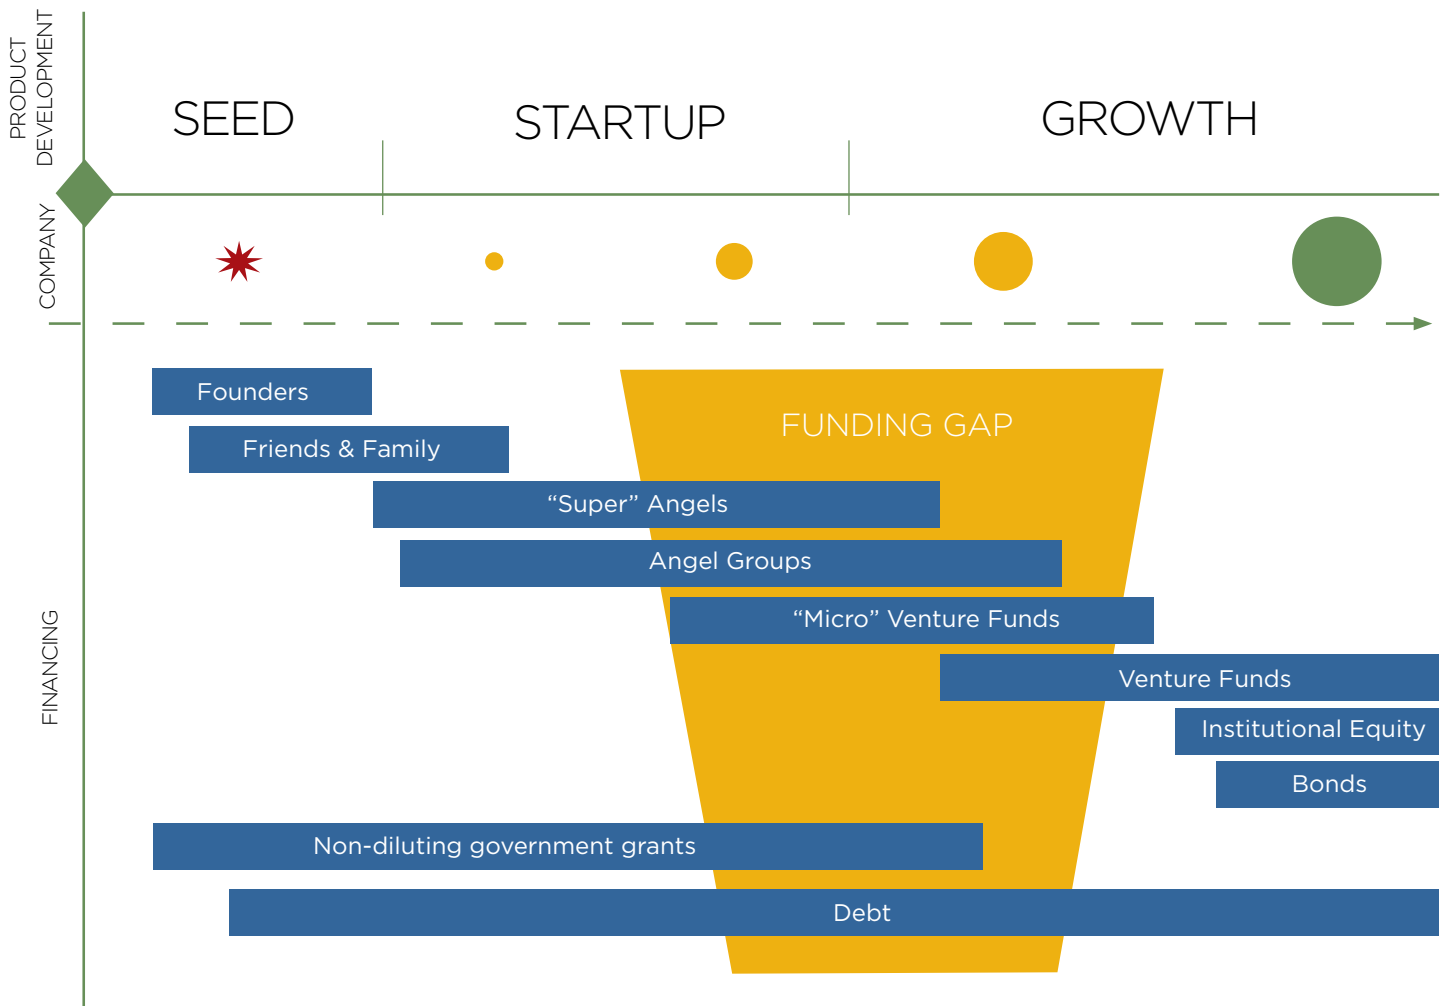 PRODUCT
DEVELOPMENT
SEED
STARTUP
GROWTH
COMPANY
FINANCING
Founders
FUNDING GAP
Friends & Family
“Super” Angels
Angel Groups
“Micro” Venture Funds
Venture Funds
Institutional Equity
Bonds
Non-diluting government grants
Debt